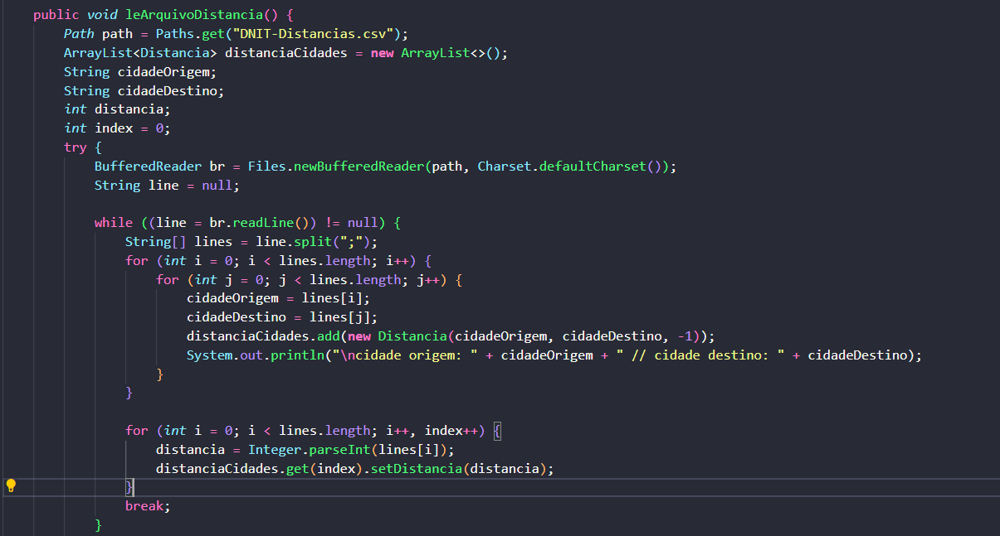 public void leArquivoDistancia() {
    Path path = Paths.get("DNIT-Distancias.csv");
    ArrayList<Distancia> distanciaCidades = new ArrayList<>();
    String cidadeOrigem;
    String cidadeDestino;
    int distancia;
    int index = 0;
    try {
        BufferedReader br = Files.newBufferedReader(path, Charset.defaultCharset());
        String line = null;

        while ((line = br.readLine()) != null) {
            String[] lines = line.split(";");
            for (int i = 0; i < lines.length; i++) {
                for (int j = 0; j < lines.length; j++) {
                    cidadeOrigem = lines[i];
                    cidadeDestino = lines[j];
                    distanciaCidades.add(new Distancia(cidadeOrigem, cidadeDestino, -1));
                    System.out.println("\ncidade origem: " + cidadeOrigem + " // cidade destino: " + cidadeDestino);
                }
            }

            for (int i = 0; i < lines.length; i++, index++) {
                distancia = Integer.parseInt(lines[i]);
                distanciaCidades.get(index).setDistancia(distancia);
            }
            break;
        }